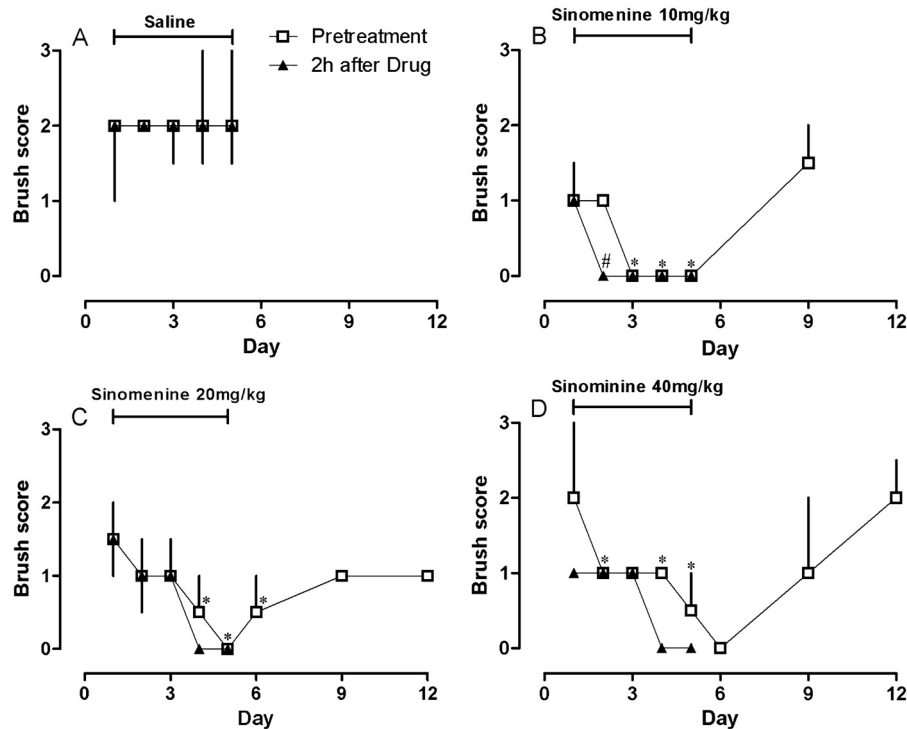 A
Saline
Pretreatment
2h after Drug
3
2
1
0
Brush score
0 3 6 9 12
Day
B
Sinomenine 10mg/kg
3
2
1
0
Brush score
#
* * *
0 3 6 9 12
Day
C
Sinomenine 20mg/kg
3
2
1
0
Brush score
* * *
0 3 6 9 12
Day
D
Sinominine 40mg/kg
3
2
1
0
Brush score
* * *
0 3 6 9 12
Day